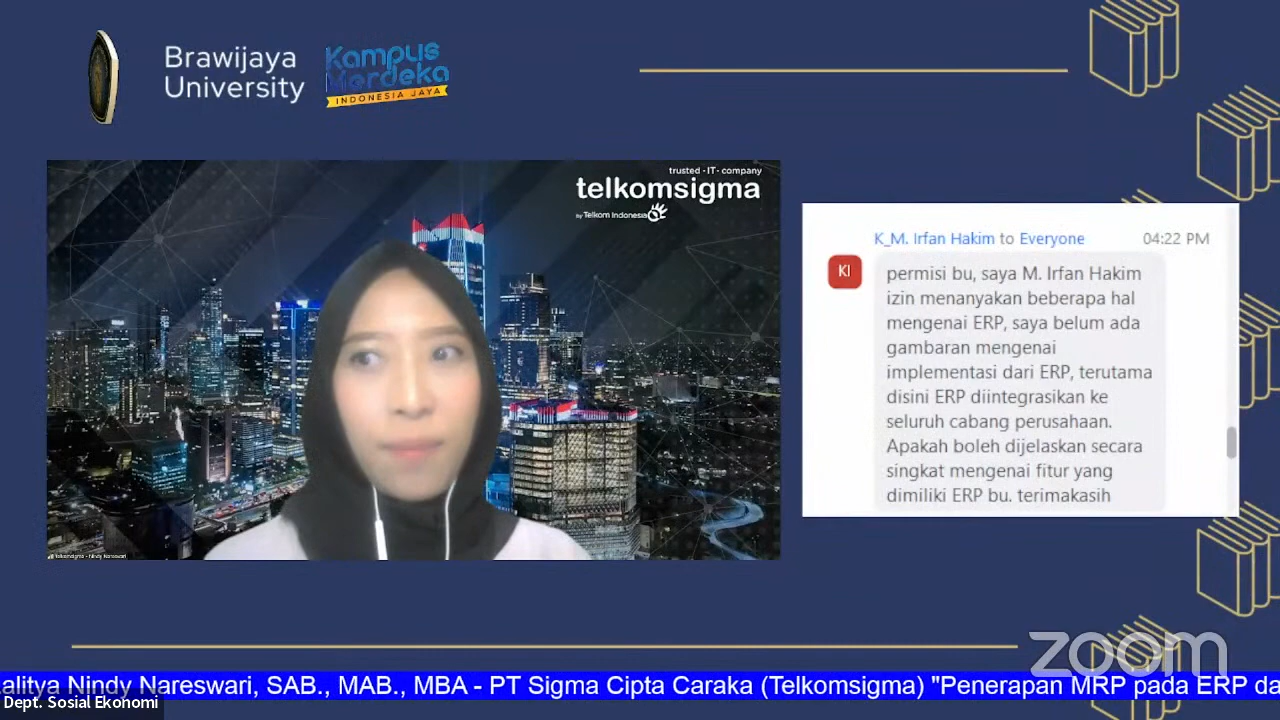 Brawijaya
University
Kampus
Merdeka
INDONESIA JAYA
trusted · IT · company
telkomsigma
by Telkom Indonesia
telkomsigma - Nindy Nareswari
K_M. Irfan Hakim to Everyone 04:22 PM
KI
permisi bu, saya M. Irfan Hakim
izin menanyakan beberapa hal
mengenai ERP, saya belum ada
gambaran mengenai
implementasi dari ERP, terutama
disini ERP diintegrasikan ke
seluruh cabang perusahaan.
Apakah boleh dijelaskan secara
singkat mengenai fitur yang
dimiliki ERP bu. terimakasih
zoom
alitya Nindy Nareswari, SAB., MAB., MBA - PT Sigma Cipta Caraka (Telkomsigma) "Penerapan MRP pada ERP da
Dept. Sosial Ekonomi